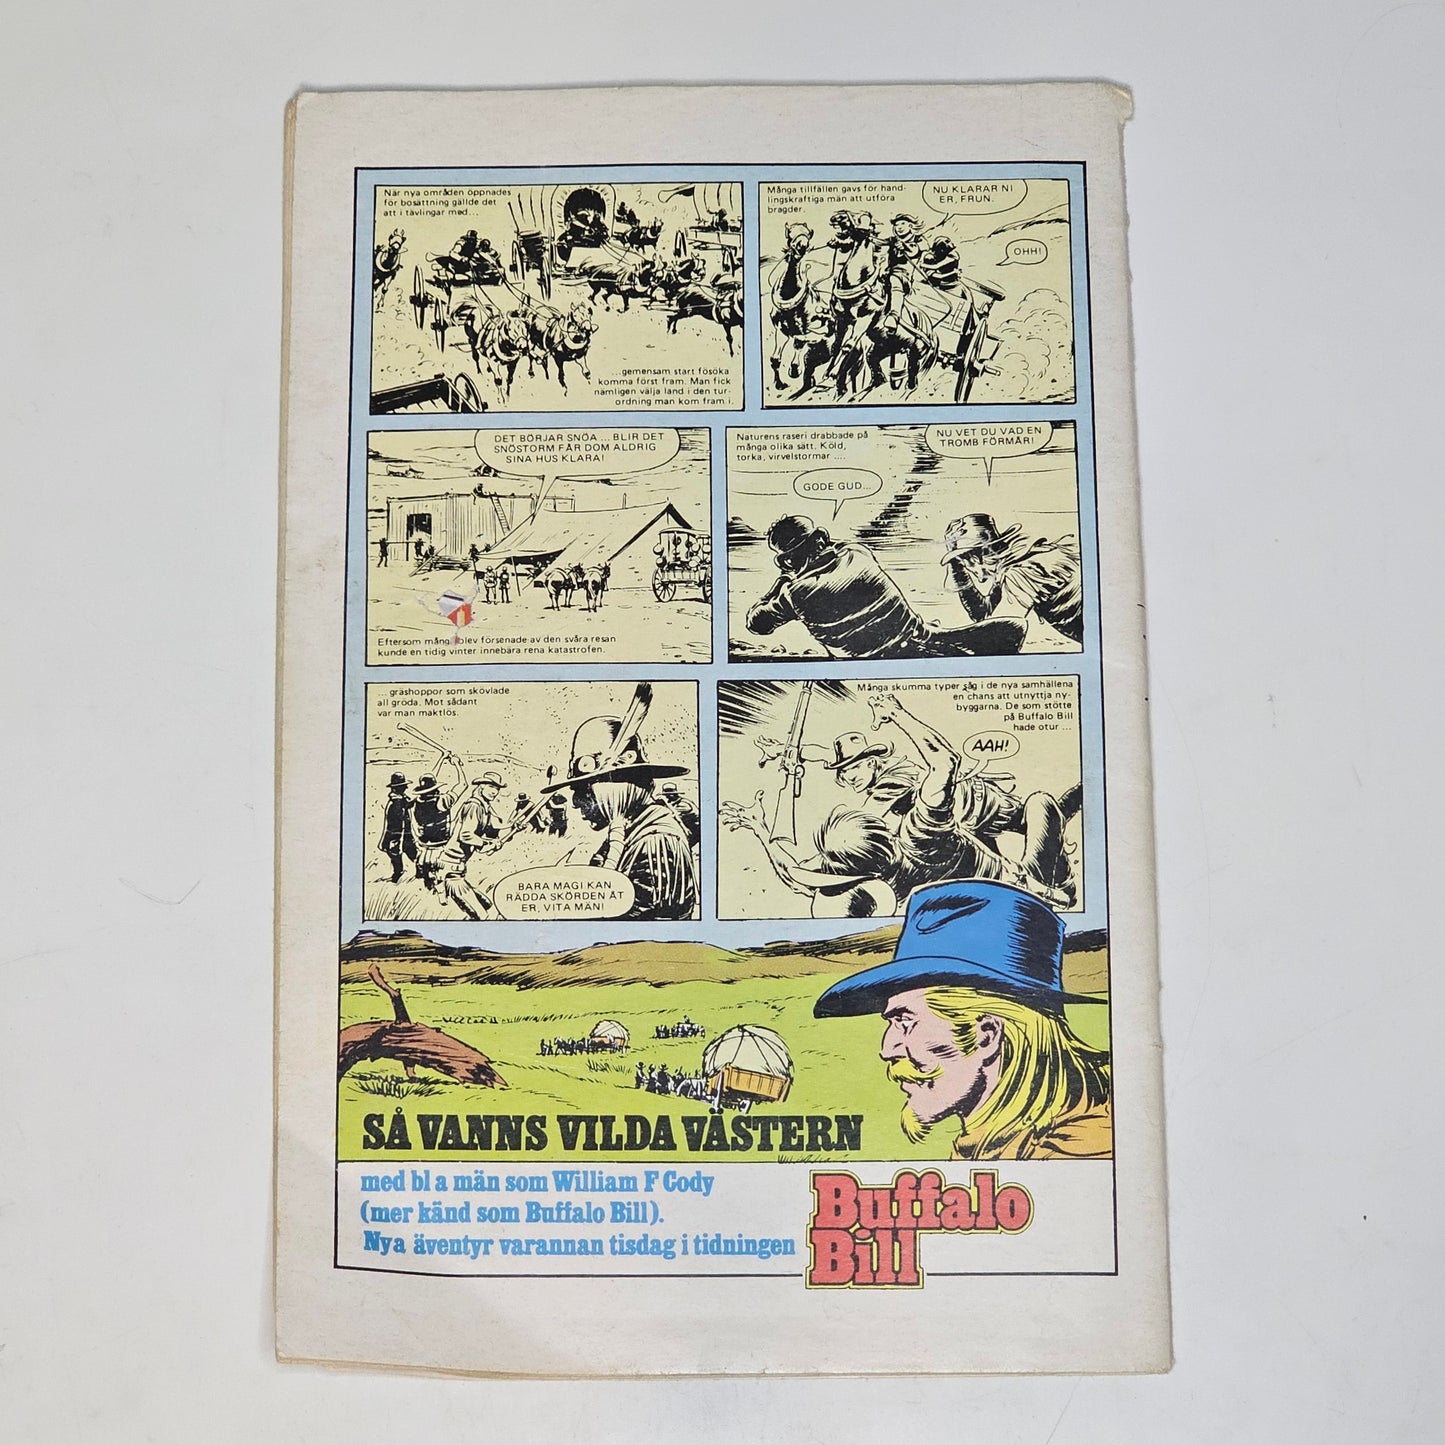 När nya områden öppnades
för bosättning gällde det
att i tävlingar med...
...gemensam start fösöka
komma först fram. Man fick
nämligen välja land i den tur-
ordning man kom fram i.
Många tillfällen gavs för hand-
lingskraftiga män att utföra
bragder.
NU KLARAR NI
ER, FRUN.
OHH!
DET BÖRJAR SNÖA ... BLIR DET
SNÖSTORM FÅR DOM ALDRIG
SINA HUS KLARA!
Eftersom mång blev försenade av den svåra resan
kunde en tidig vinter innebära rena katastrofen.
Naturens raseri drabbade på
många olika sätt. Köld,
torka, virvelstormar ....
GODE GUD...
NU VET DU VAD EN
TROMB FÖRMÅR!
... gräshoppor som skövlade
all gröda. Mot sådant
var man maktlös.
BARA MAGI KAN
RÄDDA SKÖRDEN ÅT
ER, VITA MÄN!
Många skumma typer såg i de nya samhällena
en chans att utnyttja ny-
byggarna. De som stötte
på Buffalo Bill
hade otur ...
AAH!
SÅ VANNS VILDA VÄSTERN
med bl a män som William F Cody
(mer känd som Buffalo Bill).
Nya äventyr varannan tisdag i tidningen
Buffalo
Bill